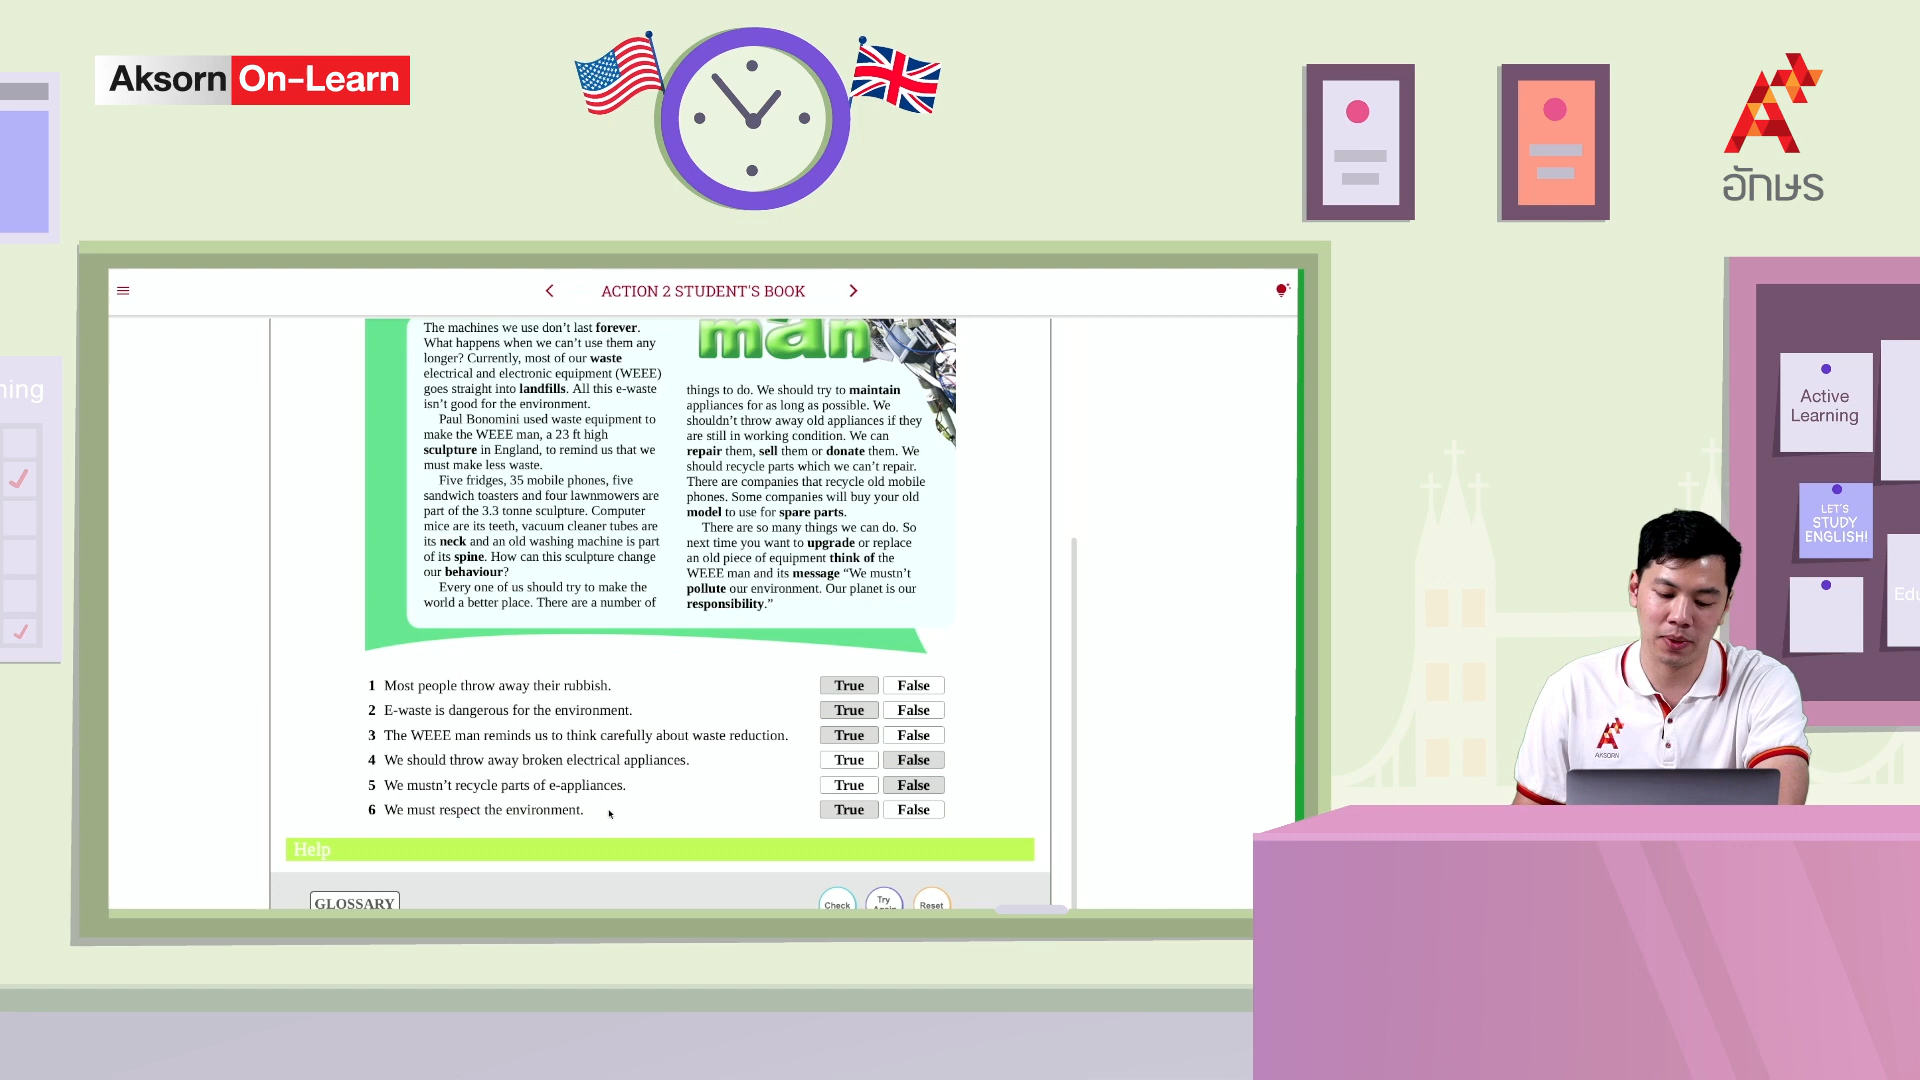 Aksorn On-Learn
อักษร
ning
ACTION 2 STUDENT'S BOOK
man
The machines we use don't last forever.
What happens when we can't use them any
longer? Currently, most of our waste
electrical and electronic equipment (WEEE)
goes straight into landfills. All this e-waste
isn't good for the environment.
Paul Bonomini used waste equipment to
make the WEEE man, a 23 ft high
sculpture in England, to remind us that we
must make less waste.
Five fridges, 35 mobile phones, five
sandwich toasters and four lawnmowers are
part of the 3.3 tonne sculpture. Computer
mice are its teeth, vacuum cleaner tubes are
its neck and an old washing machine is part
of its spine. How can this sculpture change
our behaviour?
Every one of us should try to make the
world a better place. There are a number of
things to do. We should try to maintain
appliances for as long as possible. We
shouldn't throw away old appliances if they
are still in working condition. We can
repair them, sell them or donate them. We
should recycle parts which we can't repair.
There are companies that recycle old mobile
phones. Some companies will buy your old
model to use for spare parts.
There are so many things we can do. So
next time you want to upgrade or replace
an old piece of equipment think of the
WEEE man and its message “We mustn't
pollute our environment. Our planet is our
responsibility.”
1 Most people throw away their rubbish. True False
2 E-waste is dangerous for the environment. True False
3 The WEEE man reminds us to think carefully about waste reduction. True False
4 We should throw away broken electrical appliances. True False
5 We mustn't recycle parts of e-appliances. True False
6 We must respect the environment. True False
Help
GLOSSARY
Check
Try
Again
Reset
Active
Learning
LET'S
STUDY
ENGLISH!
Edu
AKSORN